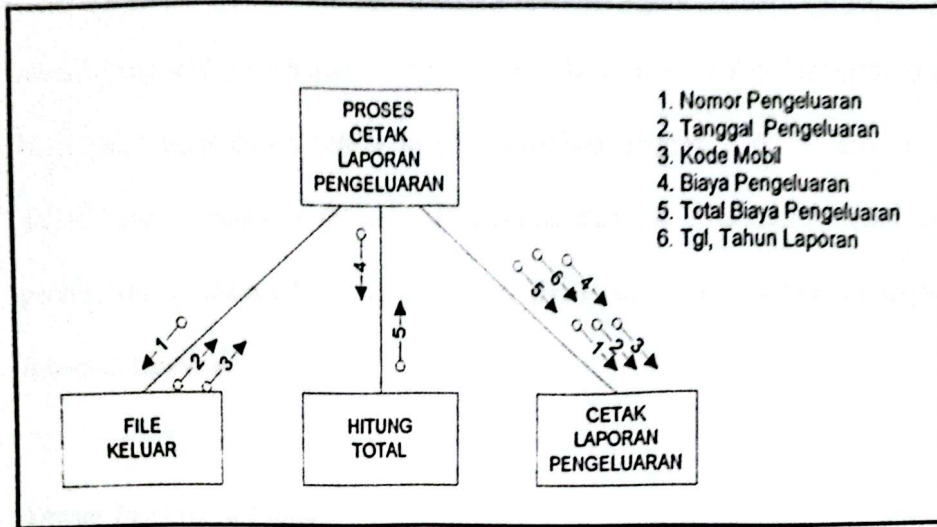 PROSES
CETAK
LAPORAN
PENGELUARAN
1. Nomor Pengeluaran
2. Tanggal Pengeluaran
3. Kode Mobil
4. Biaya Pengeluaran
5. Total Biaya Pengeluaran
6. Tgl, Tahun Laporan
1
2
3
4
5
5
6
4
1
2
3
FILE
KELUAR
HITUNG
TOTAL
CETAK
LAPORAN
PENGELUARAN